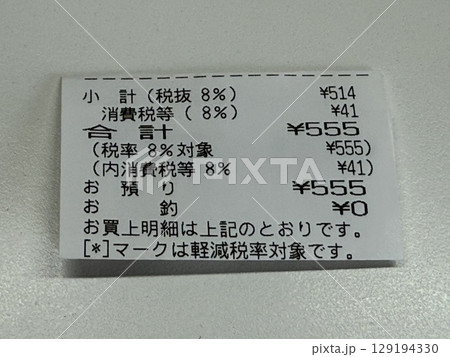 小 計(税抜 8%) ¥514
消費税等( 8%) ¥41
合 計 ¥555
(税率 8%対象 ¥555)
(内消費税等 8% ¥41)
お 預 り ¥555
お 釣 ¥0
お買上明細は上記のとおりです。
[*]マークは軽減税率対象です。
PIXTA
pixta.jp - 129194330